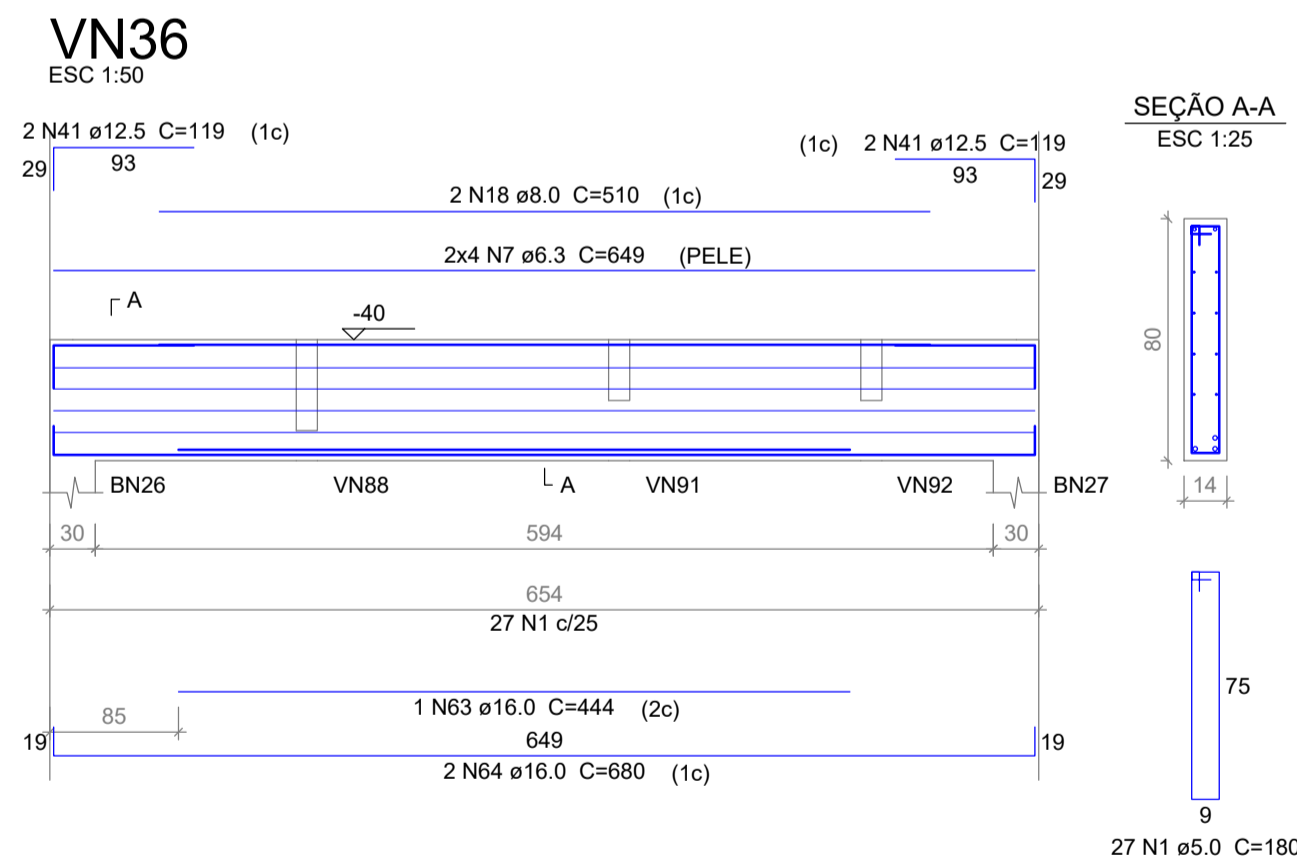 VN36
ESC 1:50
SEÇÃO A-A
ESC 1:25
2 N41 ø12.5 C=119 (1c)
29
93
(1c) 2 N41 ø12.5 C=119
93
29
2 N18 ø8.0 C=510 (1c)
2x4 N7 ø6.3 C=649 (PELE)
A
-40
80
14
BN26
VN88
A
VN91
VN92
BN27
30
594
30
654
27 N1 c/25
1 N63 ø16.0 C=444 (2c)
85
19
649
19
2 N64 ø16.0 C=680 (1c)
75
9
27 N1 ø5.0 C=180